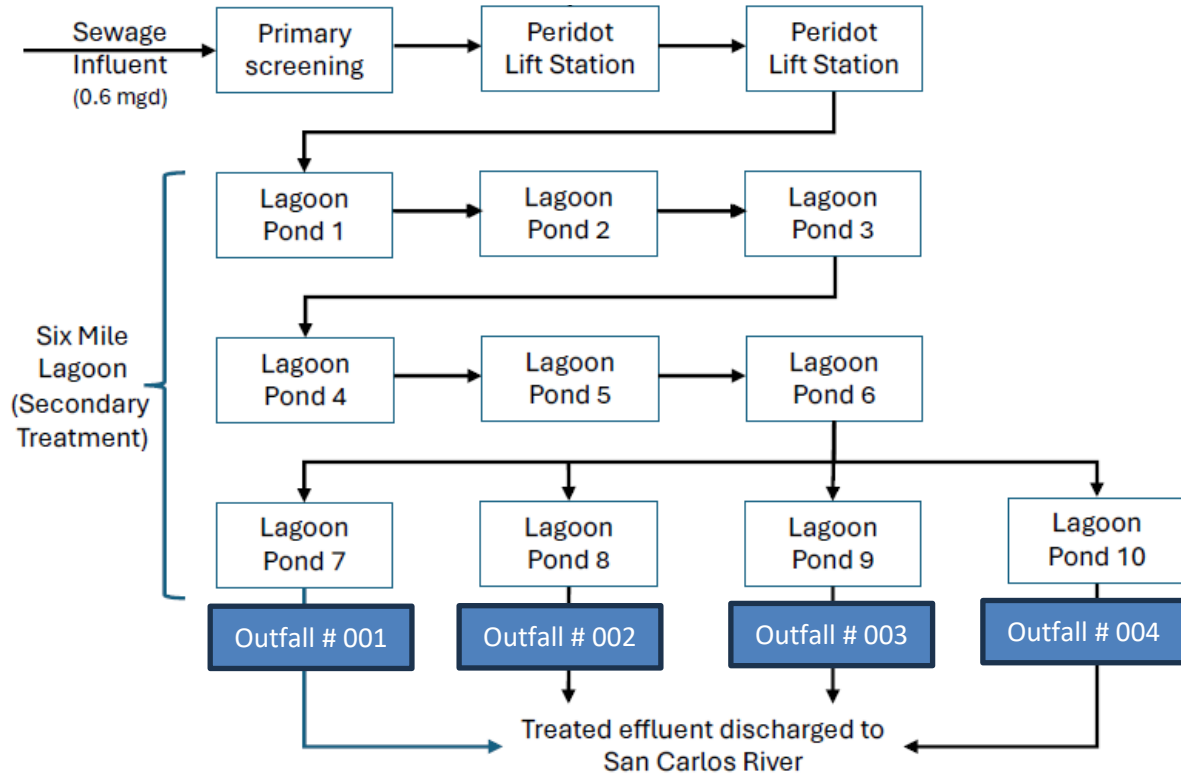 Sewage
Influent
(0.6 mgd)
Primary
screening
Peridot
Lift Station
Peridot
Lift Station
Lagoon
Pond 1
Lagoon
Pond 2
Lagoon
Pond 3
Six Mile
Lagoon
(Secondary
Treatment)
Lagoon
Pond 4
Lagoon
Pond 5
Lagoon
Pond 6
Lagoon
Pond 7
Lagoon
Pond 8
Lagoon
Pond 9
Lagoon
Pond 10
Outfall # 001
Outfall # 002
Outfall # 003
Outfall # 004
Treated effluent discharged to
San Carlos River